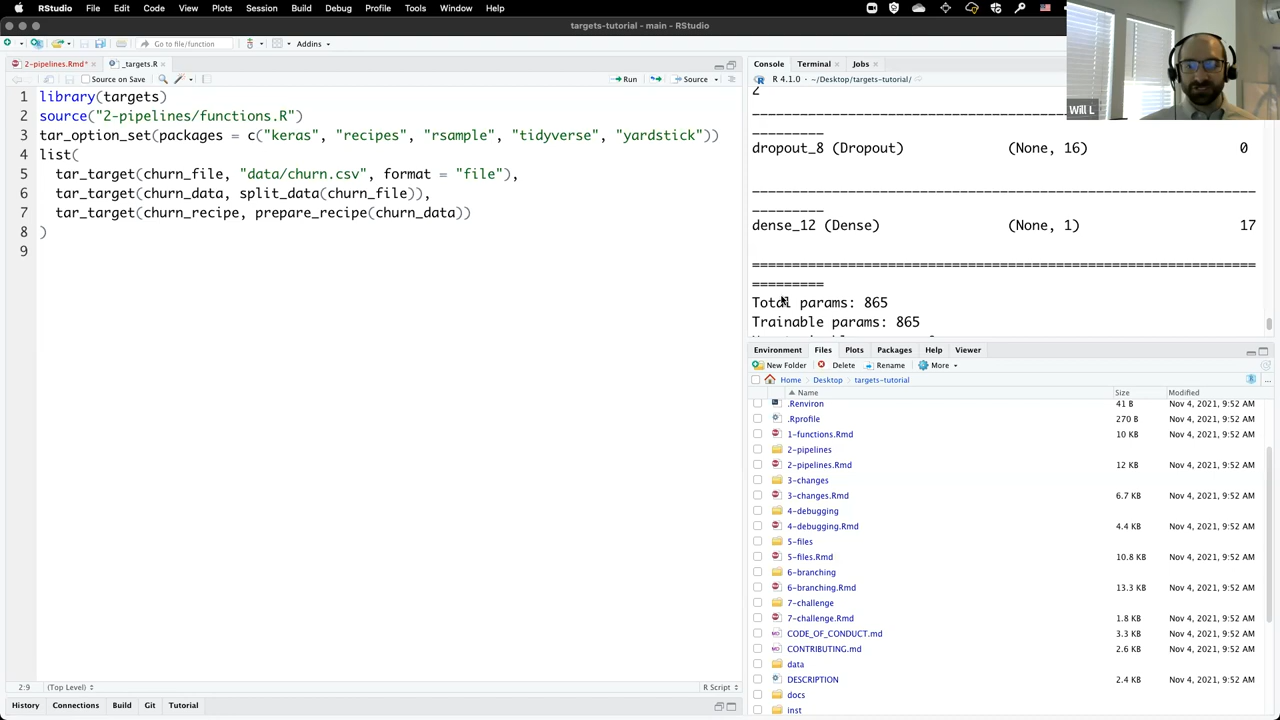 RStudio File Edit Code View Plots Session Build Debug Profile Tools Window Help
targets-tutorial - main - RStudio
Go to file/function Addins
2-pipelines.Rmd* _targets.R
Source on Save Run Source
1 library(targets)
2 source("2-pipelines/functions.R")
3 tar_option_set(packages = c("keras", "recipes", "rsample", "tidyverse", "yardstick"))
4 list(
5 tar_target(churn_file, "data/churn.csv", format = "file"),
6 tar_target(churn_data, split_data(churn_file)),
7 tar_target(churn_recipe, prepare_recipe(churn_data))
8 )
9
2:9 (Top Level) R Script
History Connections Build Git Tutorial
Console Terminal Jobs
R 4.1.0 . ~/Desktop/targets-tutorial/
2
dropout_8 (Dropout) (None, 16) 0
dense_12 (Dense) (None, 1) 17
================================================================
=========
Total params: 865
Trainable params: 865
Will L
Environment Files Plots Packages Help Viewer
New Folder Delete Rename More
Home Desktop targets-tutorial
Name Size Modified
.Renviron 41 B Nov 4, 2021, 9:52 AM
.Rprofile 270 B Nov 4, 2021, 9:52 AM
1-functions.Rmd 10 KB Nov 4, 2021, 9:52 AM
2-pipelines
2-pipelines.Rmd 12 KB Nov 4, 2021, 9:52 AM
3-changes
3-changes.Rmd 6.7 KB Nov 4, 2021, 9:52 AM
4-debugging
4-debugging.Rmd 4.4 KB Nov 4, 2021, 9:52 AM
5-files
5-files.Rmd 10.8 KB Nov 4, 2021, 9:52 AM
6-branching
6-branching.Rmd 13.3 KB Nov 4, 2021, 9:52 AM
7-challenge
7-challenge.Rmd 1.8 KB Nov 4, 2021, 9:52 AM
CODE_OF_CONDUCT.md 3.3 KB Nov 4, 2021, 9:52 AM
CONTRIBUTING.md 2.6 KB Nov 4, 2021, 9:52 AM
data
DESCRIPTION 2.4 KB Nov 4, 2021, 9:52 AM
docs
inst